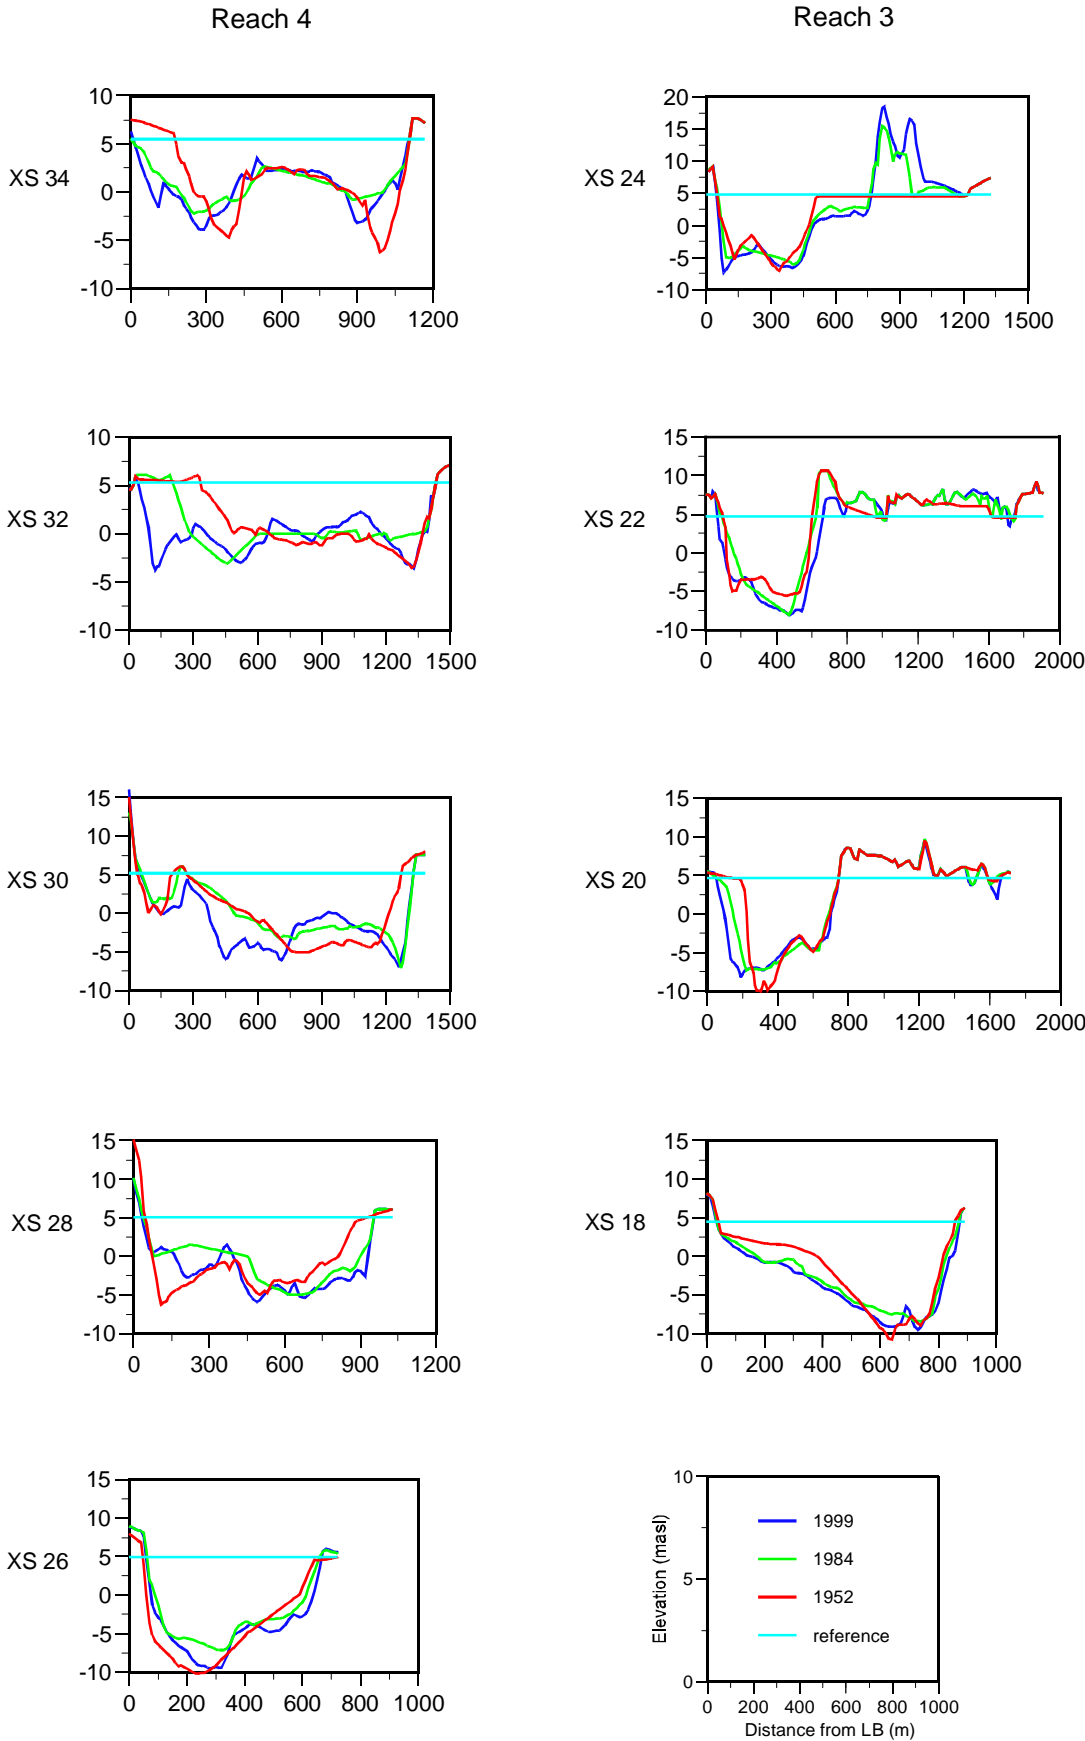 Reach 4
Reach 3
XS 34
10
5
0
-5
-10
0 300 600 900 1200
XS 24
20
15
10
5
0
-5
-10
0 300 600 900 1200 1500
XS 32
10
5
0
-5
-10
0 300 600 900 1200 1500
XS 22
15
10
5
0
-5
-10
0 400 800 1200 1600 2000
XS 30
15
10
5
0
-5
-10
0 300 600 900 1200 1500
XS 20
15
10
5
0
-5
-10
0 400 800 1200 1600 2000
XS 28
15
10
5
0
-5
-10
0 300 600 900 1200
XS 18
15
10
5
0
-5
-10
0 200 400 600 800 1000
XS 26
15
10
5
0
-5
-10
0 200 400 600 800 1000
Elevation (masl)
10
5
0
1999
1984
1952
reference
0 200 400 600 800 1000
Distance from LB (m)